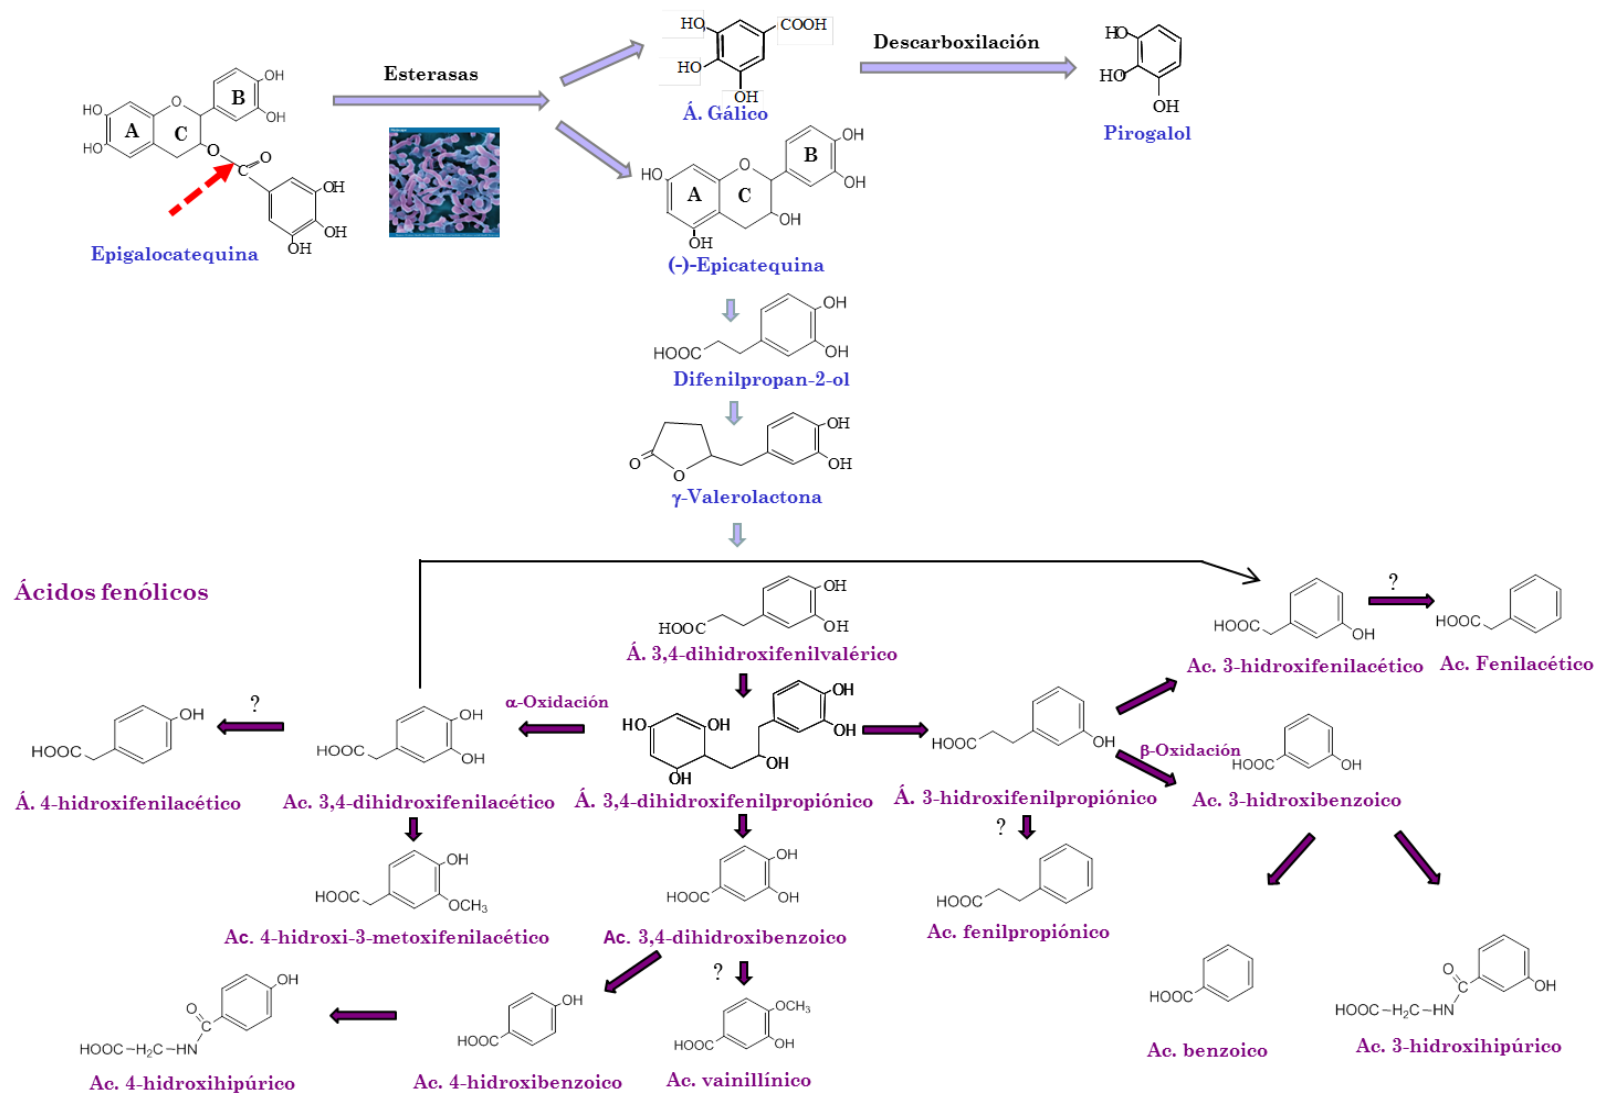 HO
COOH
HO
OH
Á. Gálico
Descarboxilación
HO
HO
OH
Pirogalol
Esterasas
OH
OH
B
HO
O
A
C
HO
O
C
O
OH
OH
OH
Epigalocatequina
OH
B
OH
HO
O
A
C
OH
OH
(-)-Epicatequina
OH
HOOC
OH
Difenilpropan-2-ol
OH
O
O
OH
γ-Valerolactona
Ácidos fenólicos
OH
HOOC
OH
Á. 3,4-dihidroxifenilvalérico
HOOC
OH
Ac. 3-hidroxifenilacético
?
HOOC
Ac. Fenilacético
?
OH
HOOC
Á. 4-hidroxifenilacético
OH
HOOC
OH
Ac. 3,4-dihidroxifenilacético
α-Oxidación
OH
HO
OH
OH
OH
OH
Á. 3,4-dihidroxifenilpropiónico
HOOC
OH
Á. 3-hidroxifenilpropiónico
β-Oxidación
HOOC
OH
Ac. 3-hidroxibenzoico
OH
HOOC
OCH3
Ac. 4-hidroxi-3-metoxifenilacético
OH
HOOC
OH
Ac. 3,4-dihidroxibenzoico
?
HOOC
Ac. fenilpropiónico
OH
O
C
HOOC-H2C-HN
Ac. 4-hidroxihipúrico
OH
HOOC
Ac. 4-hidroxibenzoico
?
OCH3
OH
HOOC
Ac. vainillínico
HOOC
Ac. benzoico
O
C
OH
HOOC-H2C-HN
Ac. 3-hidroxihipúrico